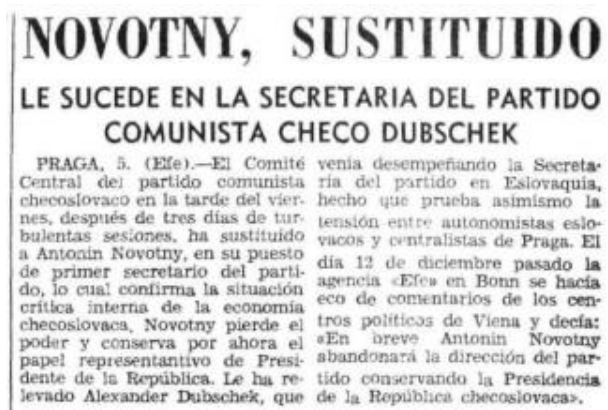 NOVOTNY, SUSTITUIDO
LE SUCEDE EN LA SECRETARIA DEL PARTIDO
COMUNISTA CHECO DUBSCHEK
PRAGA, 5. (Efe).—El Comité
Central del partido comunista
checoslovaco en la tarde del vier-
nes, después de tres días de tur-
bulentas sesiones, ha sustituido
a Antonin Novotny, en su puesto
de primer secretario del parti-
do, lo cual confirma la situación
crítica interna de la economía
checoslovaca, Novotny pierde el
poder y conserva por ahora el
papel representantivo de Presi-
dente de la República. Le ha re-
levado Alexander Dubschek, que
venía desempeñando la Secreta-
ría del partido en Eslovaquia,
hecho que prueba asimismo la
tensión entre autonomistas eslo-
vacos y centralistas de Praga. El
día 12 de diciembre pasado la
agencia «Efe» en Bonn se hacía
eco de comentarios de los cen-
tros políticos de Viena y decía:
«En breve Antonin Novotny
abandonará la dirección del par-
tido conservando la Presidencia
de la República checoslovaca».